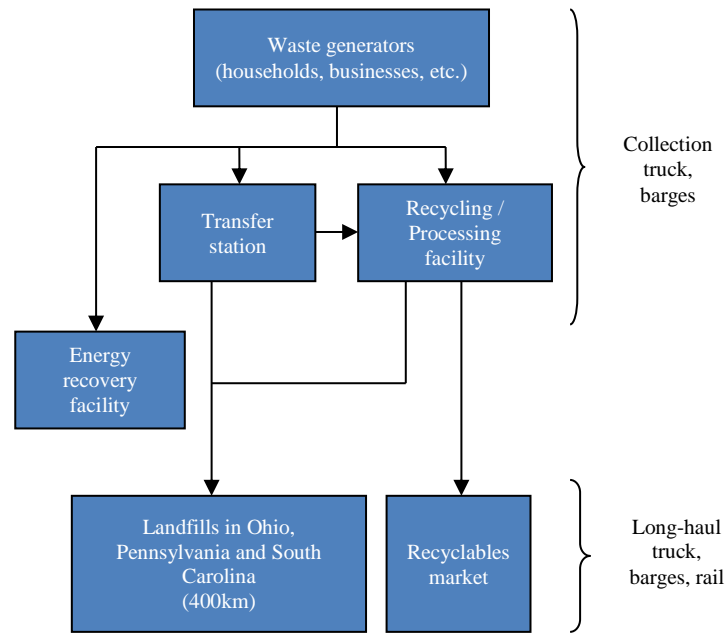 Waste generators
(households, businesses, etc.)
Collection
truck,
barges
Transfer
station
Recycling /
Processing
facility
Energy
recovery
facility
Landfills in Ohio,
Pennsylvania and South
Carolina
(400km)
Recyclables
market
Long-haul
truck,
barges, rail